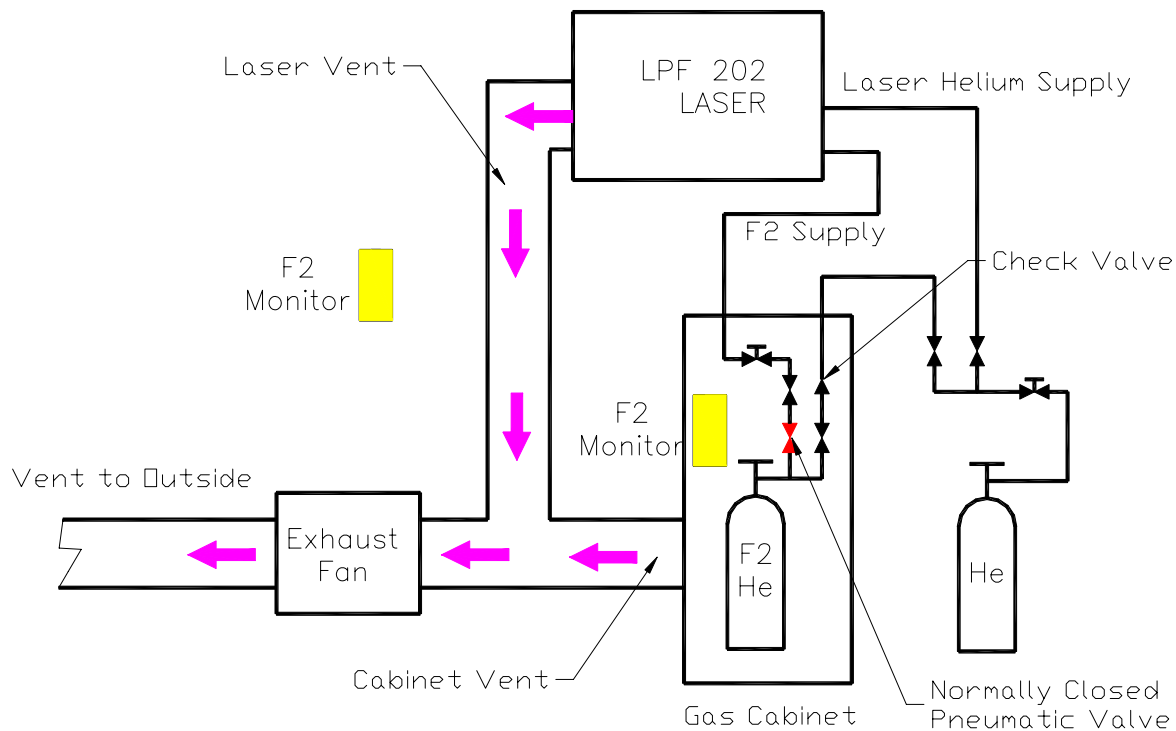 Laser Vent
LPF 202
LASER
Laser Helium Supply
F2 Supply
Check Valve
F2
Monitor
F2
Monitor
Vent to Outside
Exhaust
Fan
F2
He
He
Cabinet Vent
Gas Cabinet
Normally Closed
Pneumatic Valve